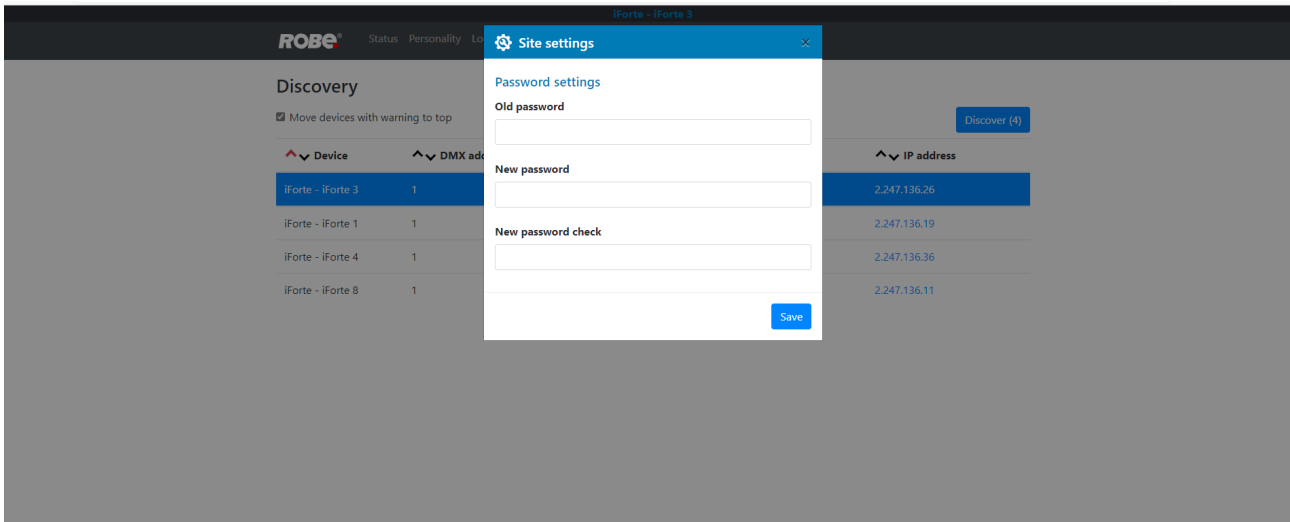 iForte - iForte 3
ROBE®
Status Personality Lo
Site settings
×
Discovery
Move devices with warning to top
Discover (4)
Password settings
Old password
New password
New password check
Save
Device DMX add IP address
iForte - iForte 3 1 2.247.136.26
iForte - iForte 1 1 2.247.136.19
iForte - iForte 4 1 2.247.136.36
iForte - iForte 8 1 2.247.136.11